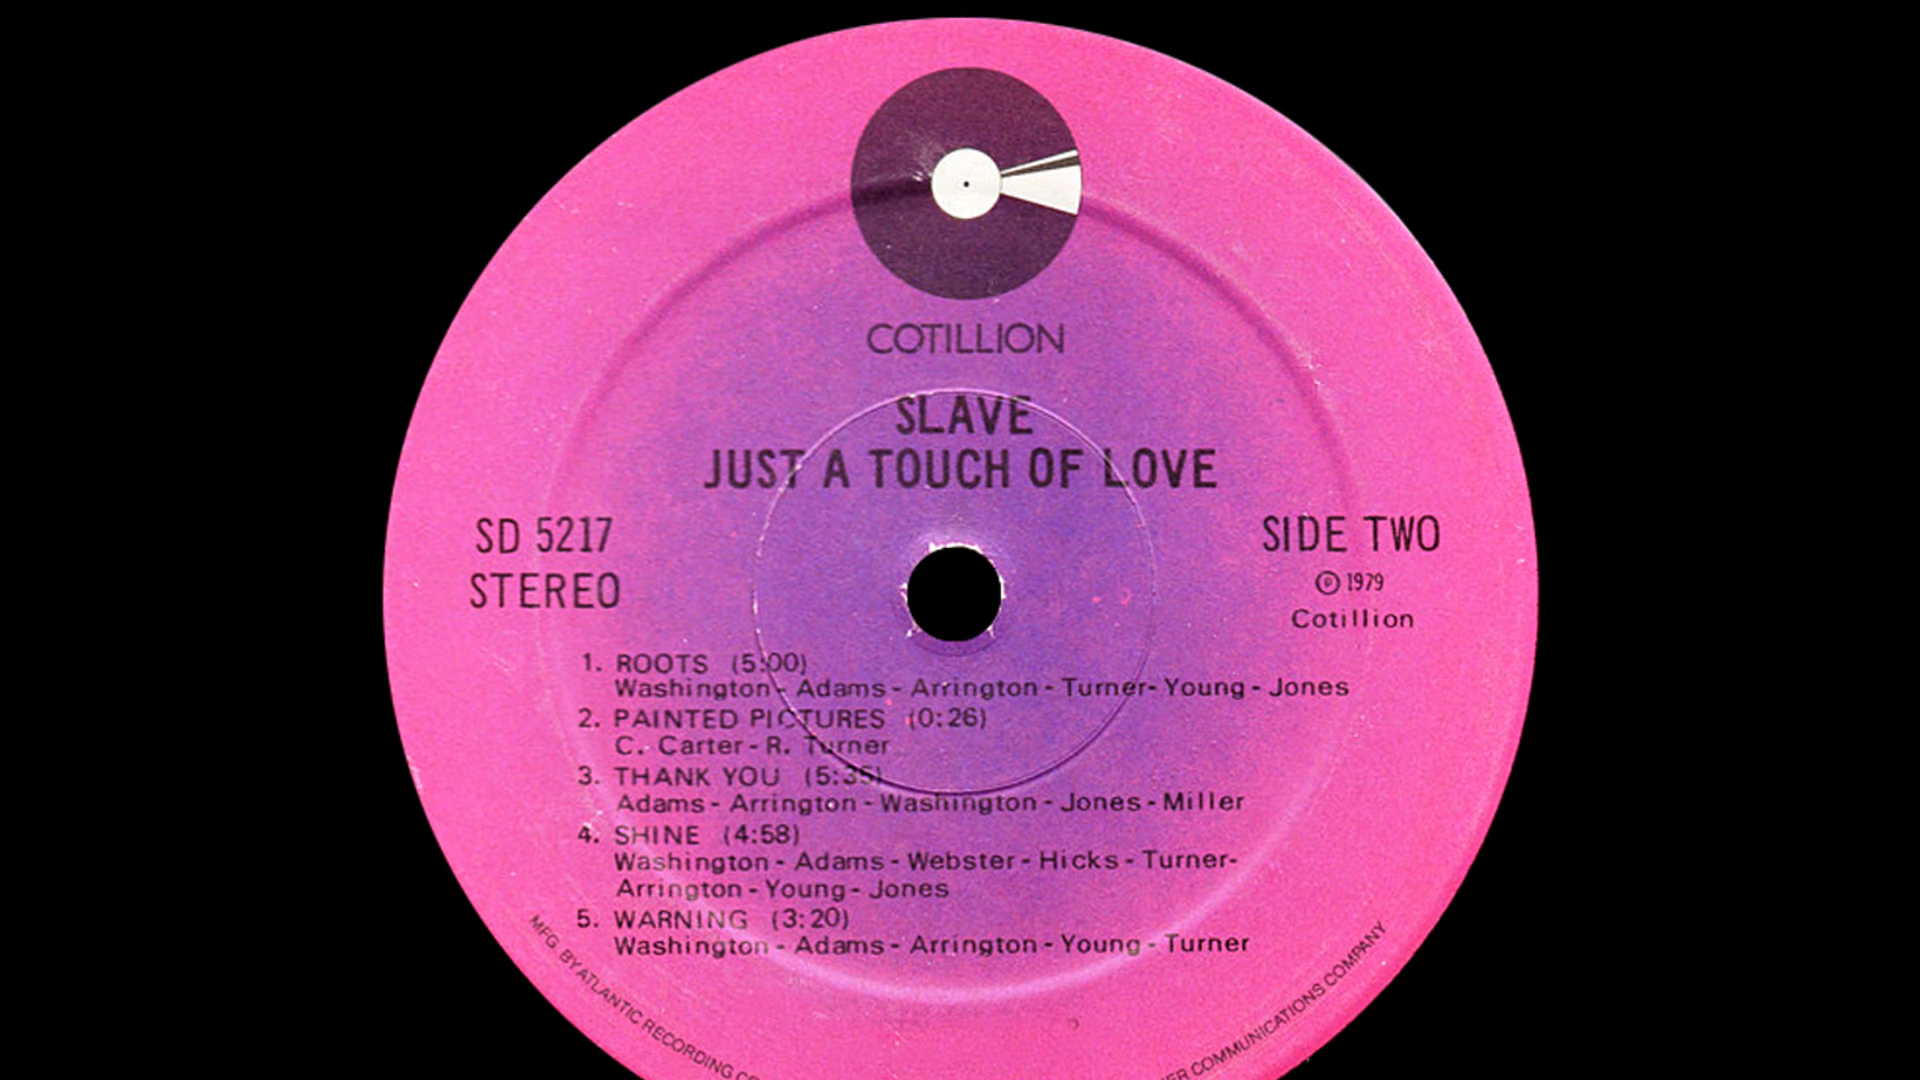 COTILLION
SLAVE
JUST A TOUCH OF LOVE
SD 5217
STEREO
SIDE TWO
℗ 1979
Cotillion
1. ROOTS (5:00)
Washington - Adams - Arrington - Turner - Young - Jones
2. PAINTED PICTURES (0:26)
C. Carter - R. Turner
3. THANK YOU (5:35)
Adams - Arrington - Washington - Jones - Miller
4. SHINE (4:58)
Washington - Adams - Webster - Hicks - Turner -
Arrington - Young - Jones
5. WARNING (3:20)
Washington - Adams - Arrington - Young - Turner
MFG. BY ATLANTIC RECORDING
COMMUNICATIONS COMPANY